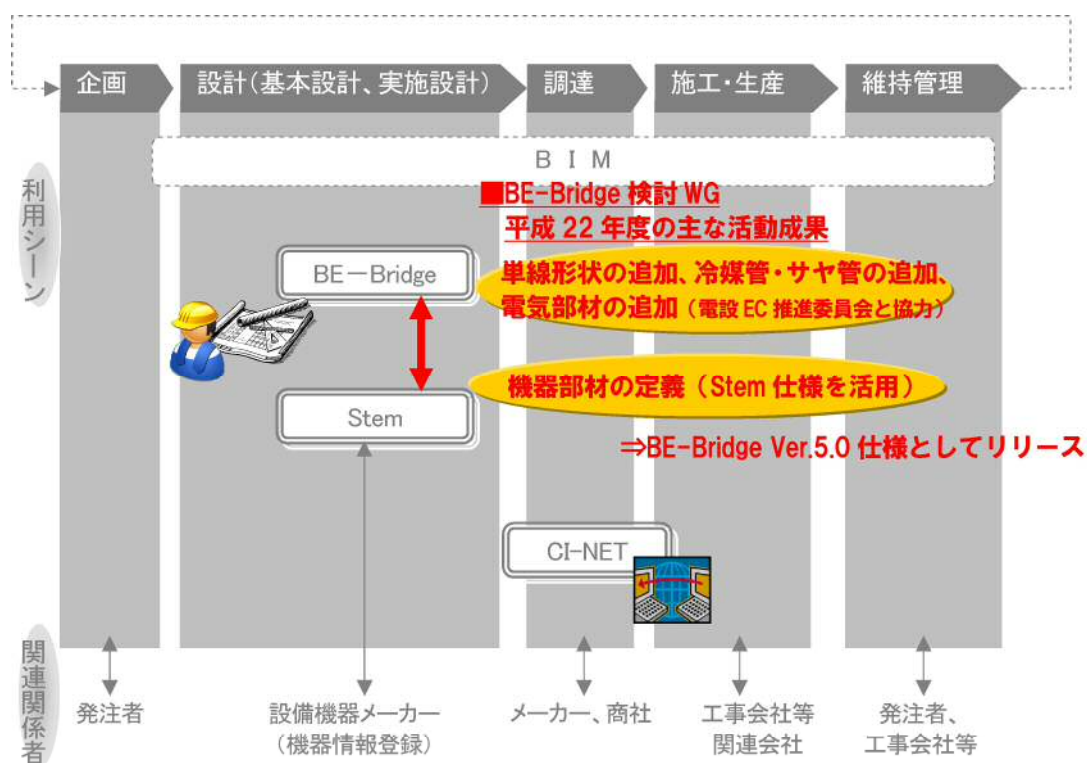 企画
設計(基本設計、実施設計)
調達
施工・生産
維持管理
BIM
利用シーン
■BE-Bridge 検討 WG
平成 22 年度の主な活動成果
BE-Bridge
単線形状の追加、冷媒管・サヤ管の追加、
電気部材の追加(電設 EC 推進委員会と協力)
機器部材の定義(Stem 仕様を活用)
Stem
⇒BE-Bridge Ver.5.0 仕様としてリリース
CI-NET
関連関係者
発注者
設備機器メーカー
(機器情報登録)
メーカー、商社
工事会社等
関連会社
発注者、
工事会社等